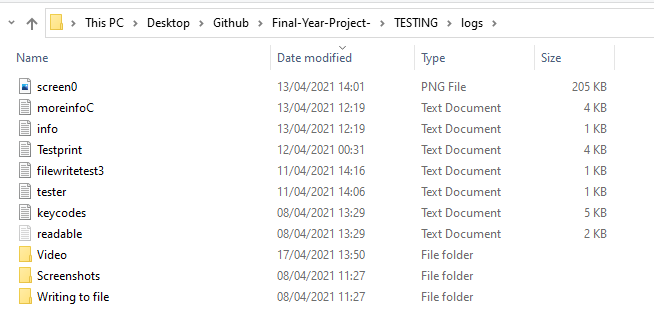 This PC > Desktop > Github > Final-Year-Project- > TESTING > logs >
Name Date modified Type Size
screen0 13/04/2021 14:01 PNG File 205 KB
moreinfoC 13/04/2021 12:19 Text Document 4 KB
info 13/04/2021 12:19 Text Document 1 KB
Testprint 12/04/2021 00:31 Text Document 4 KB
filewritetest3 11/04/2021 14:16 Text Document 1 KB
tester 11/04/2021 14:06 Text Document 1 KB
keycodes 08/04/2021 13:29 Text Document 5 KB
readable 08/04/2021 13:29 Text Document 2 KB
Video 17/04/2021 13:50 File folder
Screenshots 08/04/2021 11:27 File folder
Writing to file 08/04/2021 11:27 File folder